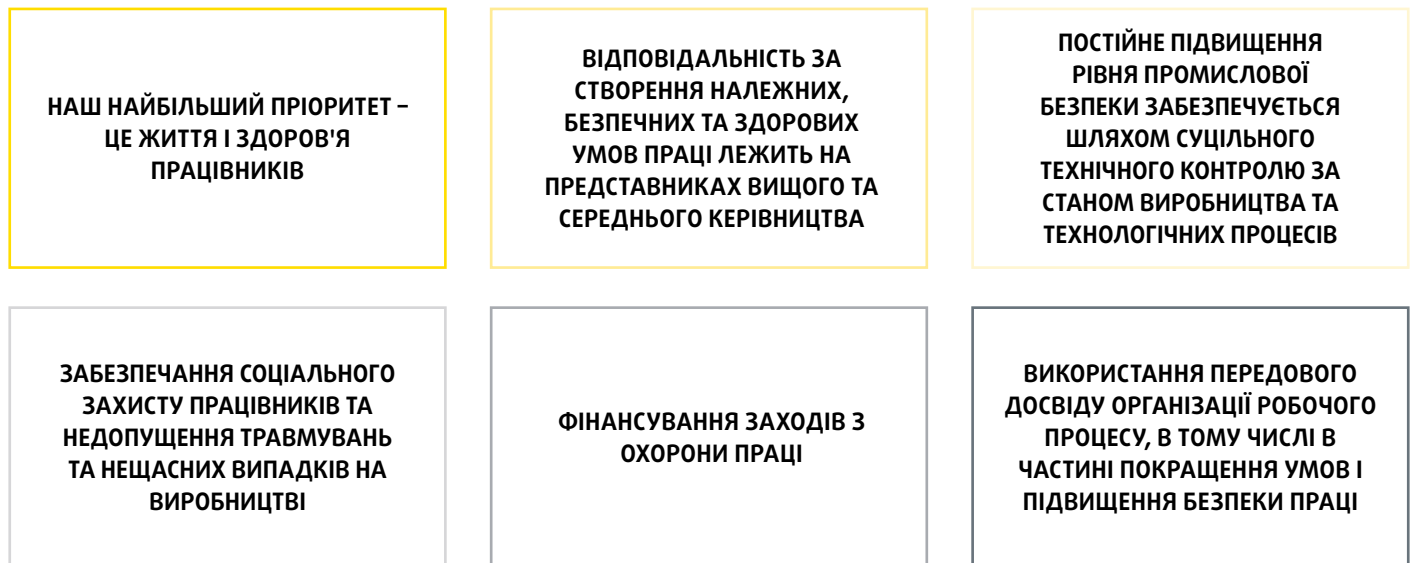 НАШ НАЙБІЛЬШИЙ ПРІОРИТЕТ –
ЦЕ ЖИТТЯ І ЗДОРОВ'Я
ПРАЦІВНИКІВ
ВІДПОВІДАЛЬНІСТЬ ЗА
СТВОРЕННЯ НАЛЕЖНИХ,
БЕЗПЕЧНИХ ТА ЗДОРОВИХ
УМОВ ПРАЦІ ЛЕЖИТЬ НА
ПРЕДСТАВНИКАХ ВИЩОГО ТА
СЕРЕДНЬОГО КЕРІВНИЦТВА
ПОСТІЙНЕ ПІДВИЩЕННЯ
РІВНЯ ПРОМИСЛОВОЇ
БЕЗПЕКИ ЗАБЕЗПЕЧУЄТЬСЯ
ШЛЯХОМ СУЦІЛЬНОГО
ТЕХНІЧНОГО КОНТРОЛЮ ЗА
СТАНОМ ВИРОБНИЦТВА ТА
ТЕХНОЛОГІЧНИХ ПРОЦЕСІВ
ЗАБЕЗПЕЧАННЯ СОЦІАЛЬНОГО
ЗАХИСТУ ПРАЦІВНИКІВ ТА
НЕДОПУЩЕННЯ ТРАВМУВАНЬ
ТА НЕЩАСНИХ ВИПАДКІВ НА
ВИРОБНИЦТВІ
ФІНАНСУВАННЯ ЗАХОДІВ З
ОХОРОНИ ПРАЦІ
ВИКОРИСТАННЯ ПЕРЕДОВОГО
ДОСВІДУ ОРГАНІЗАЦІЇ РОБОЧОГО
ПРОЦЕСУ, В ТОМУ ЧИСЛІ В
ЧАСТИНІ ПОКРАЩЕННЯ УМОВ І
ПІДВИЩЕННЯ БЕЗПЕКИ ПРАЦІ